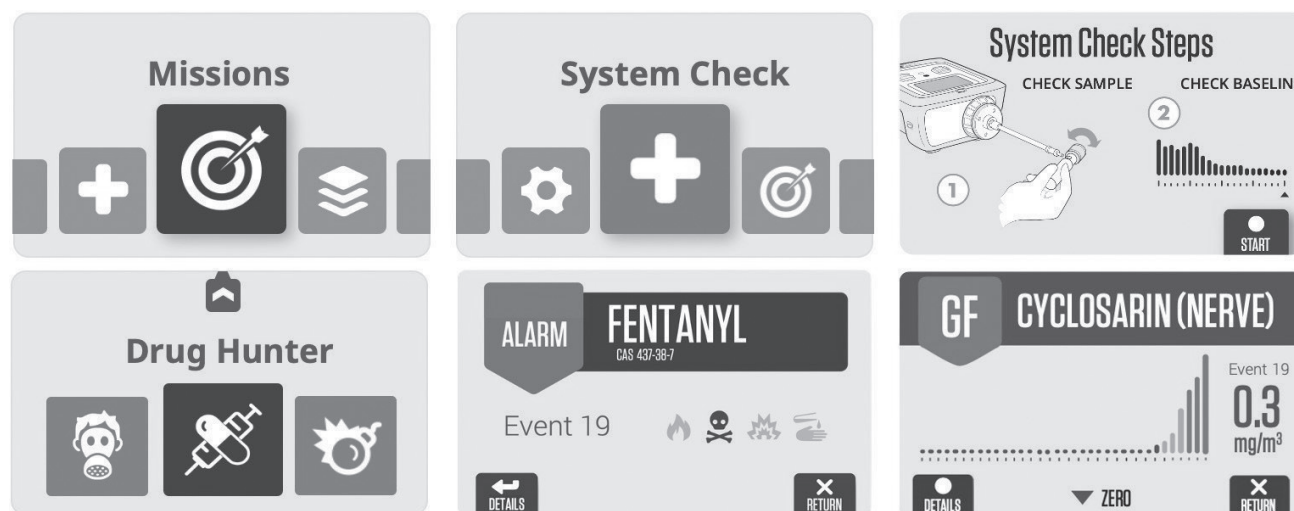 Missions
System Check
System Check Steps
CHECK SAMPLE
CHECK BASELIN
1
2
START
Drug Hunter
ALARM
FENTANYL
CAS 437-38-7
Event 19
DETAILS
RETURN
GF
CYCLOSARIN (NERVE)
Event 19
0.3
mg/m³
DETAILS
ZERO
RETURN